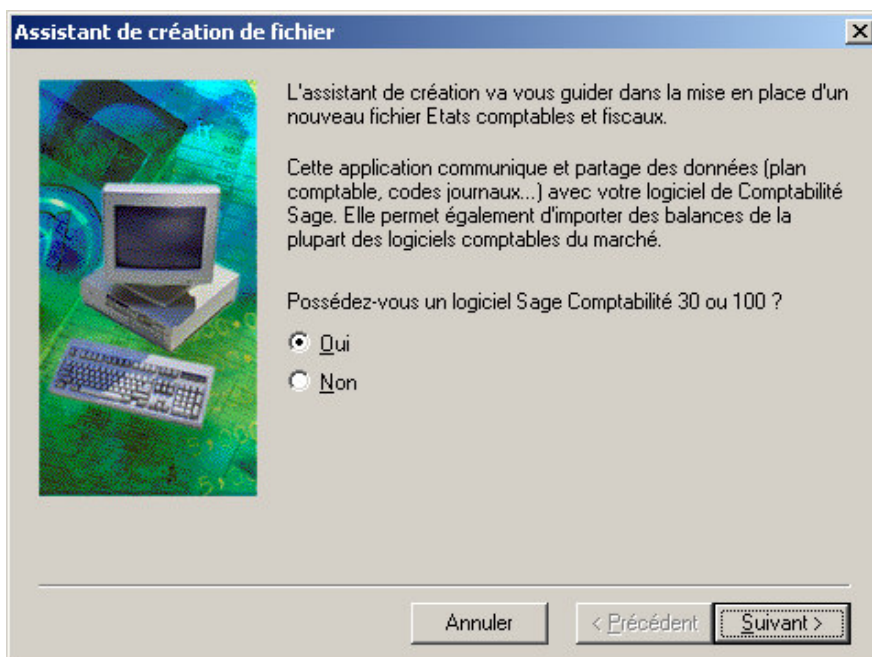 Assistant de création de fichier
L'assistant de création va vous guider dans la mise en place d'un
nouveau fichier Etats comptables et fiscaux.
Cette application communique et partage des données (plan
comptable, codes journaux...) avec votre logiciel de Comptabilité
Sage. Elle permet également d'importer des balances de la
plupart des logiciels comptables du marché.
Possédez-vous un logiciel Sage Comptabilité 30 ou 100 ?
Oui
Non
Annuler
< Précédent
Suivant >